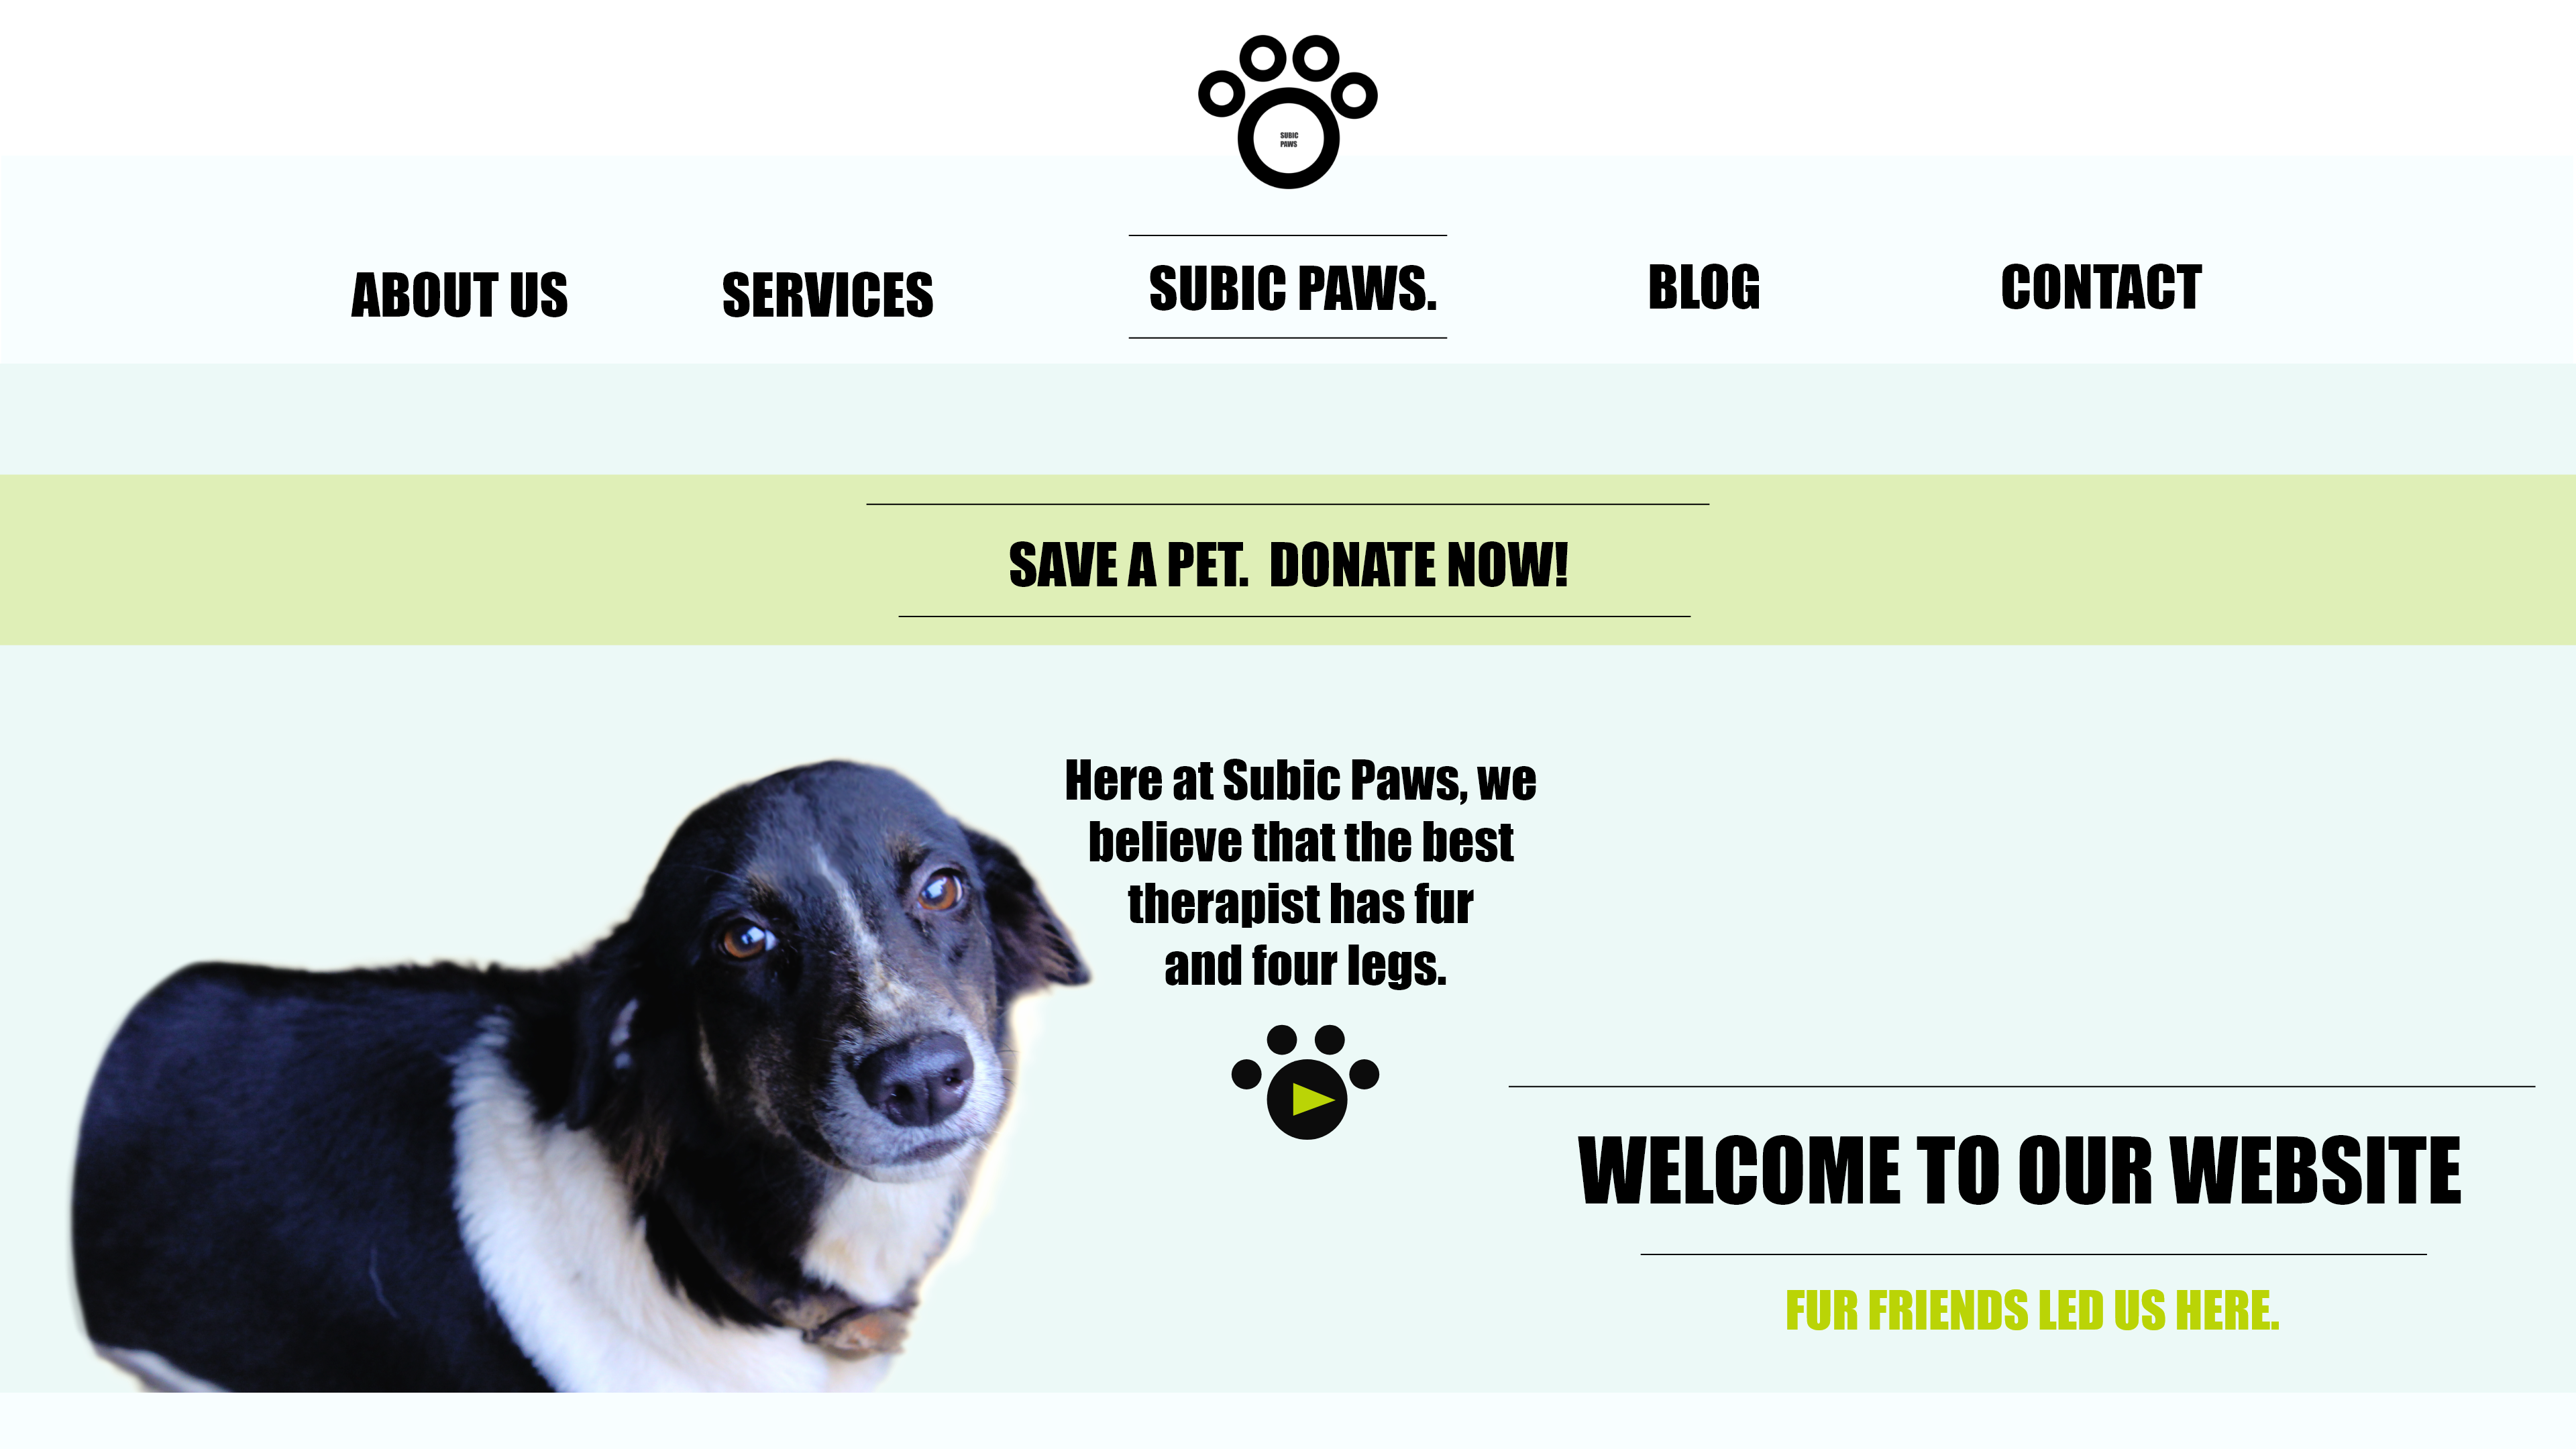 SUBIC
PAWS
ABOUT US
SERVICES
SUBIC PAWS.
BLOG
CONTACT
SAVE A PET.  DONATE NOW!
Here at Subic Paws, we
believe that the best
therapist has fur
and four legs.
WELCOME TO OUR WEBSITE
FUR FRIENDS LED US HERE.